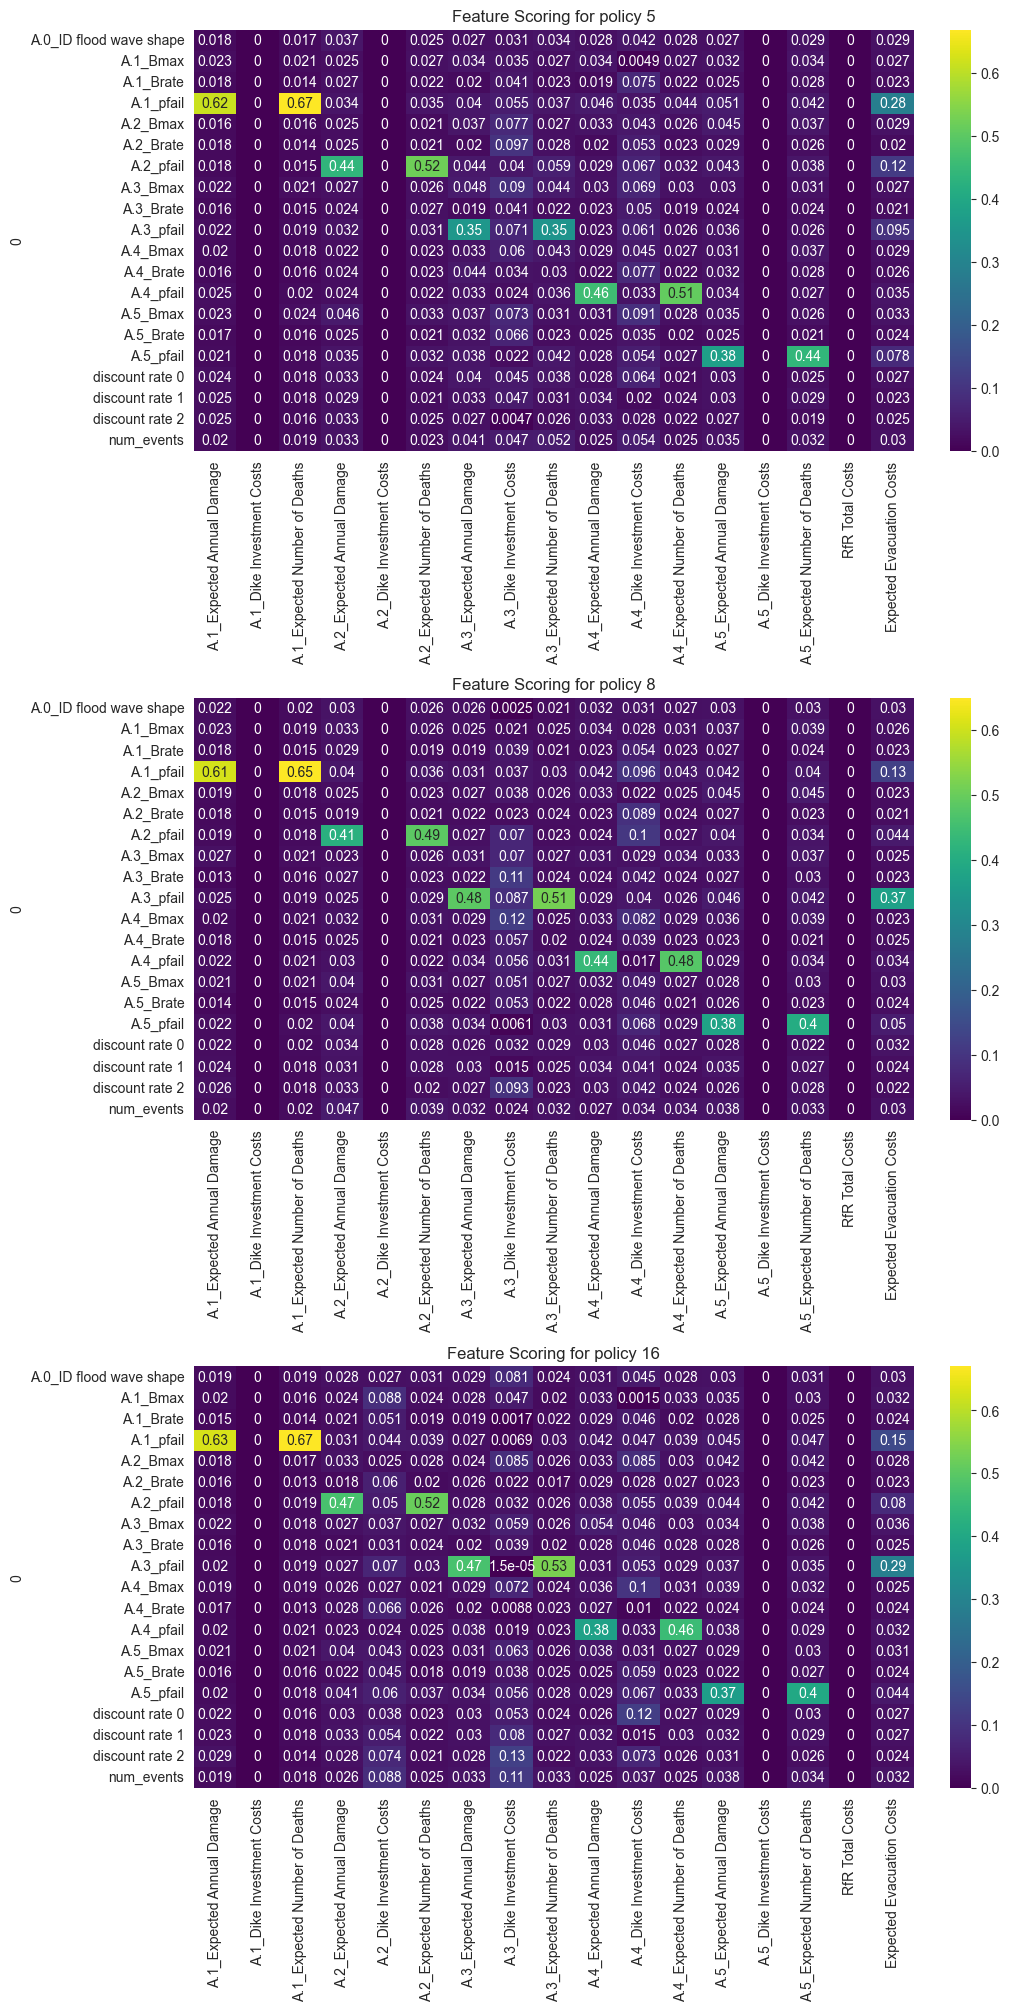 Feature Scoring for policy 5
A.0_ID flood wave shape 0.018 0 0.017 0.037 0 0.025 0.027 0.031 0.034 0.028 0.042 0.028 0.027 0 0.029 0 0.029
A.1_Bmax 0.023 0 0.021 0.025 0 0.027 0.034 0.035 0.027 0.034 0.0049 0.027 0.032 0 0.034 0 0.027
A.1_Brate 0.018 0 0.014 0.027 0 0.022 0.02 0.041 0.023 0.019 0.075 0.022 0.025 0 0.028 0 0.023
A.1_pfail 0.62 0 0.67 0.034 0 0.035 0.04 0.055 0.037 0.046 0.035 0.044 0.051 0 0.042 0 0.28
A.2_Bmax 0.016 0 0.016 0.025 0 0.021 0.037 0.077 0.027 0.033 0.043 0.026 0.045 0 0.037 0 0.029
A.2_Brate 0.018 0 0.014 0.025 0 0.021 0.02 0.097 0.028 0.02 0.053 0.023 0.029 0 0.026 0 0.02
A.2_pfail 0.018 0 0.015 0.44 0 0.52 0.044 0.04 0.059 0.029 0.067 0.032 0.043 0 0.038 0 0.12
A.3_Bmax 0.022 0 0.021 0.027 0 0.026 0.048 0.09 0.044 0.03 0.069 0.03 0.03 0 0.031 0 0.027
A.3_Brate 0.016 0 0.015 0.024 0 0.027 0.019 0.041 0.022 0.023 0.05 0.019 0.024 0 0.024 0 0.021
A.3_pfail 0.022 0 0.019 0.032 0 0.031 0.35 0.071 0.35 0.023 0.061 0.026 0.036 0 0.026 0 0.095
A.4_Bmax 0.02 0 0.018 0.022 0 0.023 0.033 0.06 0.043 0.029 0.045 0.027 0.031 0 0.037 0 0.029
A.4_Brate 0.016 0 0.016 0.024 0 0.023 0.044 0.034 0.03 0.022 0.077 0.022 0.032 0 0.028 0 0.026
A.4_pfail 0.025 0 0.02 0.024 0 0.022 0.033 0.024 0.036 0.46 0.033 0.51 0.034 0 0.027 0 0.035
A.5_Bmax 0.023 0 0.024 0.046 0 0.033 0.037 0.073 0.031 0.031 0.091 0.028 0.035 0 0.026 0 0.033
A.5_Brate 0.017 0 0.016 0.025 0 0.021 0.032 0.066 0.023 0.025 0.035 0.02 0.025 0 0.021 0 0.024
A.5_pfail 0.021 0 0.018 0.035 0 0.032 0.038 0.022 0.042 0.028 0.054 0.027 0.38 0 0.44 0 0.078
discount rate 0 0.024 0 0.018 0.033 0 0.024 0.04 0.045 0.038 0.028 0.064 0.021 0.03 0 0.025 0 0.027
discount rate 1 0.025 0 0.018 0.029 0 0.021 0.033 0.047 0.031 0.034 0.02 0.024 0.03 0 0.029 0 0.023
discount rate 2 0.025 0 0.016 0.033 0 0.025 0.027 0.0047 0.026 0.033 0.028 0.022 0.027 0 0.019 0 0.025
num_events 0.02 0 0.019 0.033 0 0.023 0.041 0.047 0.052 0.025 0.054 0.025 0.035 0 0.032 0 0.03
0
A.1_Expected Annual Damage
A.1_Dike Investment Costs
A.1_Expected Number of Deaths
A.2_Expected Annual Damage
A.2_Dike Investment Costs
A.2_Expected Number of Deaths
A.3_Expected Annual Damage
A.3_Dike Investment Costs
A.3_Expected Number of Deaths
A.4_Expected Annual Damage
A.4_Dike Investment Costs
A.4_Expected Number of Deaths
A.5_Expected Annual Damage
A.5_Dike Investment Costs
A.5_Expected Number of Deaths
RfR Total Costs
Expected Evacuation Costs
0.6
0.5
0.4
0.3
0.2
0.1
0.0
Feature Scoring for policy 8
A.0_ID flood wave shape 0.022 0 0.02 0.03 0 0.026 0.026 0.0025 0.021 0.032 0.031 0.027 0.03 0 0.03 0 0.03
A.1_Bmax 0.023 0 0.019 0.033 0 0.026 0.025 0.021 0.025 0.034 0.028 0.031 0.037 0 0.039 0 0.026
A.1_Brate 0.018 0 0.015 0.029 0 0.019 0.019 0.039 0.021 0.023 0.054 0.023 0.027 0 0.024 0 0.023
A.1_pfail 0.61 0 0.65 0.04 0 0.036 0.031 0.037 0.03 0.042 0.096 0.043 0.042 0 0.04 0 0.13
A.2_Bmax 0.019 0 0.018 0.025 0 0.023 0.027 0.038 0.026 0.033 0.022 0.025 0.045 0 0.045 0 0.023
A.2_Brate 0.018 0 0.015 0.019 0 0.021 0.022 0.023 0.024 0.023 0.089 0.024 0.027 0 0.023 0 0.021
A.2_pfail 0.019 0 0.018 0.41 0 0.49 0.027 0.07 0.023 0.024 0.1 0.027 0.04 0 0.034 0 0.044
A.3_Bmax 0.027 0 0.021 0.023 0 0.026 0.031 0.07 0.027 0.031 0.029 0.034 0.033 0 0.037 0 0.025
A.3_Brate 0.013 0 0.016 0.027 0 0.023 0.022 0.11 0.024 0.024 0.042 0.024 0.027 0 0.03 0 0.023
A.3_pfail 0.025 0 0.019 0.025 0 0.029 0.48 0.087 0.51 0.029 0.04 0.026 0.046 0 0.042 0 0.37
A.4_Bmax 0.02 0 0.021 0.032 0 0.031 0.029 0.12 0.025 0.033 0.082 0.029 0.036 0 0.039 0 0.023
A.4_Brate 0.018 0 0.015 0.025 0 0.021 0.023 0.057 0.02 0.024 0.039 0.023 0.023 0 0.021 0 0.025
A.4_pfail 0.022 0 0.021 0.03 0 0.022 0.034 0.056 0.031 0.44 0.017 0.48 0.029 0 0.034 0 0.034
A.5_Bmax 0.021 0 0.021 0.04 0 0.031 0.027 0.051 0.027 0.032 0.049 0.027 0.028 0 0.03 0 0.03
A.5_Brate 0.014 0 0.015 0.024 0 0.025 0.022 0.053 0.022 0.028 0.046 0.021 0.026 0 0.023 0 0.024
A.5_pfail 0.022 0 0.02 0.04 0 0.038 0.034 0.0061 0.03 0.031 0.068 0.029 0.38 0 0.4 0 0.05
discount rate 0 0.022 0 0.02 0.034 0 0.028 0.026 0.032 0.029 0.03 0.046 0.027 0.028 0 0.022 0 0.032
discount rate 1 0.024 0 0.018 0.031 0 0.028 0.03 0.015 0.025 0.034 0.041 0.024 0.035 0 0.027 0 0.024
discount rate 2 0.026 0 0.018 0.033 0 0.02 0.027 0.093 0.023 0.03 0.042 0.024 0.026 0 0.028 0 0.022
num_events 0.02 0 0.02 0.047 0 0.039 0.032 0.024 0.032 0.027 0.034 0.034 0.038 0 0.033 0 0.03
0
A.1_Expected Annual Damage
A.1_Dike Investment Costs
A.1_Expected Number of Deaths
A.2_Expected Annual Damage
A.2_Dike Investment Costs
A.2_Expected Number of Deaths
A.3_Expected Annual Damage
A.3_Dike Investment Costs
A.3_Expected Number of Deaths
A.4_Expected Annual Damage
A.4_Dike Investment Costs
A.4_Expected Number of Deaths
A.5_Expected Annual Damage
A.5_Dike Investment Costs
A.5_Expected Number of Deaths
RfR Total Costs
Expected Evacuation Costs
0.6
0.5
0.4
0.3
0.2
0.1
0.0
Feature Scoring for policy 16
A.0_ID flood wave shape 0.019 0 0.019 0.028 0.027 0.031 0.029 0.081 0.024 0.031 0.045 0.028 0.03 0 0.031 0 0.03
A.1_Bmax 0.02 0 0.016 0.024 0.088 0.024 0.028 0.047 0.02 0.033 0.0015 0.033 0.035 0 0.03 0 0.032
A.1_Brate 0.015 0 0.014 0.021 0.051 0.019 0.019 0.0017 0.022 0.029 0.046 0.02 0.028 0 0.025 0 0.024
A.1_pfail 0.63 0 0.67 0.031 0.044 0.039 0.027 0.0069 0.03 0.042 0.047 0.039 0.045 0 0.047 0 0.15
A.2_Bmax 0.018 0 0.017 0.033 0.025 0.028 0.024 0.085 0.026 0.032 0.085 0.03 0.042 0 0.042 0 0.028
A.2_Brate 0.016 0 0.013 0.018 0.06 0.02 0.026 0.022 0.017 0.029 0.028 0.027 0.023 0 0.023 0 0.023
A.2_pfail 0.018 0 0.019 0.47 0.05 0.52 0.028 0.032 0.026 0.038 0.055 0.039 0.044 0 0.042 0 0.08
A.3_Bmax 0.022 0 0.018 0.027 0.037 0.027 0.032 0.059 0.026 0.054 0.046 0.03 0.034 0 0.038 0 0.036
A.3_Brate 0.016 0 0.018 0.021 0.031 0.024 0.02 0.039 0.02 0.028 0.046 0.028 0.028 0 0.026 0 0.025
A.3_pfail 0.02 0 0.019 0.027 0.07 0.03 0.47 1.5e-05 0.53 0.031 0.053 0.029 0.037 0 0.035 0 0.29
A.4_Bmax 0.019 0 0.019 0.026 0.027 0.021 0.029 0.072 0.024 0.036 0.1 0.031 0.039 0 0.032 0 0.025
A.4_Brate 0.017 0 0.013 0.028 0.066 0.026 0.02 0.0088 0.023 0.027 0.01 0.022 0.024 0 0.024 0 0.024
A.4_pfail 0.02 0 0.021 0.023 0.024 0.025 0.038 0.019 0.023 0.38 0.033 0.46 0.038 0 0.029 0 0.032
A.5_Bmax 0.021 0 0.021 0.04 0.043 0.023 0.031 0.063 0.026 0.038 0.031 0.027 0.029 0 0.03 0 0.031
A.5_Brate 0.016 0 0.016 0.022 0.045 0.018 0.019 0.038 0.025 0.025 0.059 0.023 0.022 0 0.027 0 0.024
A.5_pfail 0.02 0 0.018 0.041 0.06 0.037 0.034 0.056 0.028 0.029 0.067 0.033 0.37 0 0.4 0 0.044
discount rate 0 0.022 0 0.016 0.03 0.038 0.023 0.03 0.053 0.024 0.026 0.12 0.027 0.029 0 0.03 0 0.027
discount rate 1 0.023 0 0.018 0.033 0.054 0.022 0.03 0.08 0.027 0.032 0.015 0.03 0.032 0 0.029 0 0.027
discount rate 2 0.029 0 0.014 0.028 0.074 0.021 0.028 0.13 0.022 0.033 0.073 0.026 0.031 0 0.026 0 0.024
num_events 0.019 0 0.018 0.026 0.088 0.025 0.033 0.11 0.033 0.025 0.037 0.025 0.038 0 0.034 0 0.032
0
A.1_Expected Annual Damage
A.1_Dike Investment Costs
A.1_Expected Number of Deaths
A.2_Expected Annual Damage
A.2_Dike Investment Costs
A.2_Expected Number of Deaths
A.3_Expected Annual Damage
A.3_Dike Investment Costs
A.3_Expected Number of Deaths
A.4_Expected Annual Damage
A.4_Dike Investment Costs
A.4_Expected Number of Deaths
A.5_Expected Annual Damage
A.5_Dike Investment Costs
A.5_Expected Number of Deaths
RfR Total Costs
Expected Evacuation Costs
0.6
0.5
0.4
0.3
0.2
0.1
0.0